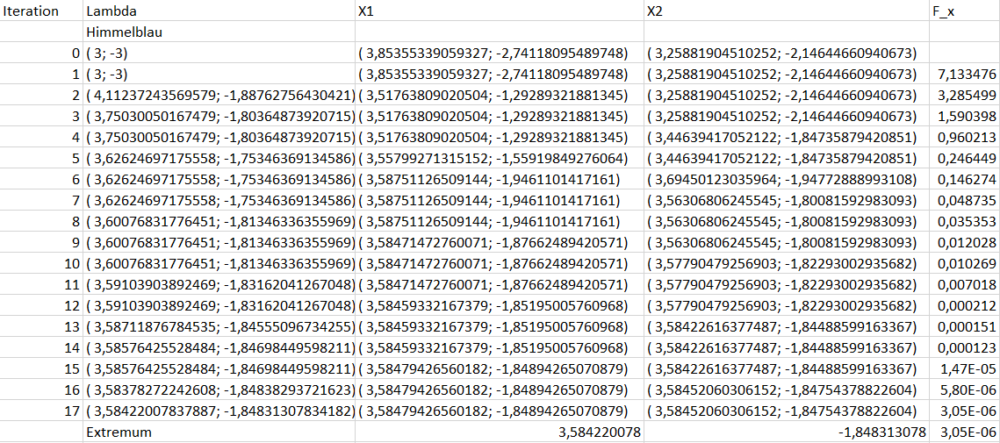 Iteration Lambda X1 X2 F_x
Himmelblau
0 ( 3; -3) ( 3,85355339059327; -2,74118095489748) ( 3,25881904510252; -2,14644660940673)
1 ( 3; -3) ( 3,85355339059327; -2,74118095489748) ( 3,25881904510252; -2,14644660940673) 7,133476
2 ( 4,11237243569579; -1,88762756430421) ( 3,51763809020504; -1,29289321881345) ( 3,25881904510252; -2,14644660940673) 3,285499
3 ( 3,75030050167479; -1,80364873920715) ( 3,51763809020504; -1,29289321881345) ( 3,25881904510252; -2,14644660940673) 1,590398
4 ( 3,75030050167479; -1,80364873920715) ( 3,51763809020504; -1,29289321881345) ( 3,44639417052122; -1,84735879420851) 0,960213
5 ( 3,62624697175558; -1,75346369134586) ( 3,55799271315152; -1,55919849276064) ( 3,44639417052122; -1,84735879420851) 0,246449
6 ( 3,62624697175558; -1,75346369134586) ( 3,58751126509144; -1,9461101417161) ( 3,69450123035964; -1,94772888993108) 0,146274
7 ( 3,62624697175558; -1,75346369134586) ( 3,58751126509144; -1,9461101417161) ( 3,56306806245545; -1,80081592983093) 0,048735
8 ( 3,60076831776451; -1,81346336355969) ( 3,58751126509144; -1,9461101417161) ( 3,56306806245545; -1,80081592983093) 0,035353
9 ( 3,60076831776451; -1,81346336355969) ( 3,58471472760071; -1,87662489420571) ( 3,56306806245545; -1,80081592983093) 0,012028
10 ( 3,60076831776451; -1,81346336355969) ( 3,58471472760071; -1,87662489420571) ( 3,57790479256903; -1,82293002935682) 0,010269
11 ( 3,59103903892469; -1,83162041267048) ( 3,58471472760071; -1,87662489420571) ( 3,57790479256903; -1,82293002935682) 0,007018
12 ( 3,59103903892469; -1,83162041267048) ( 3,58459332167379; -1,85195005760968) ( 3,57790479256903; -1,82293002935682) 0,000212
13 ( 3,58711876784535; -1,84555096734255) ( 3,58459332167379; -1,85195005760968) ( 3,58422616377487; -1,84488599163367) 0,000151
14 ( 3,58576425528484; -1,84698449598211) ( 3,58459332167379; -1,85195005760968) ( 3,58422616377487; -1,84488599163367) 0,000123
15 ( 3,58576425528484; -1,84698449598211) ( 3,58479426560182; -1,84894265070879) ( 3,58422616377487; -1,84488599163367) 1,47E-05
16 ( 3,58378272242608; -1,84838293721623) ( 3,58479426560182; -1,84894265070879) ( 3,58452060306152; -1,84754378822604) 5,80E-06
17 ( 3,58422007837887; -1,84831307834182) ( 3,58479426560182; -1,84894265070879) ( 3,58452060306152; -1,84754378822604) 3,05E-06
Extremum 3,584220078 -1,848313078 3,05E-06